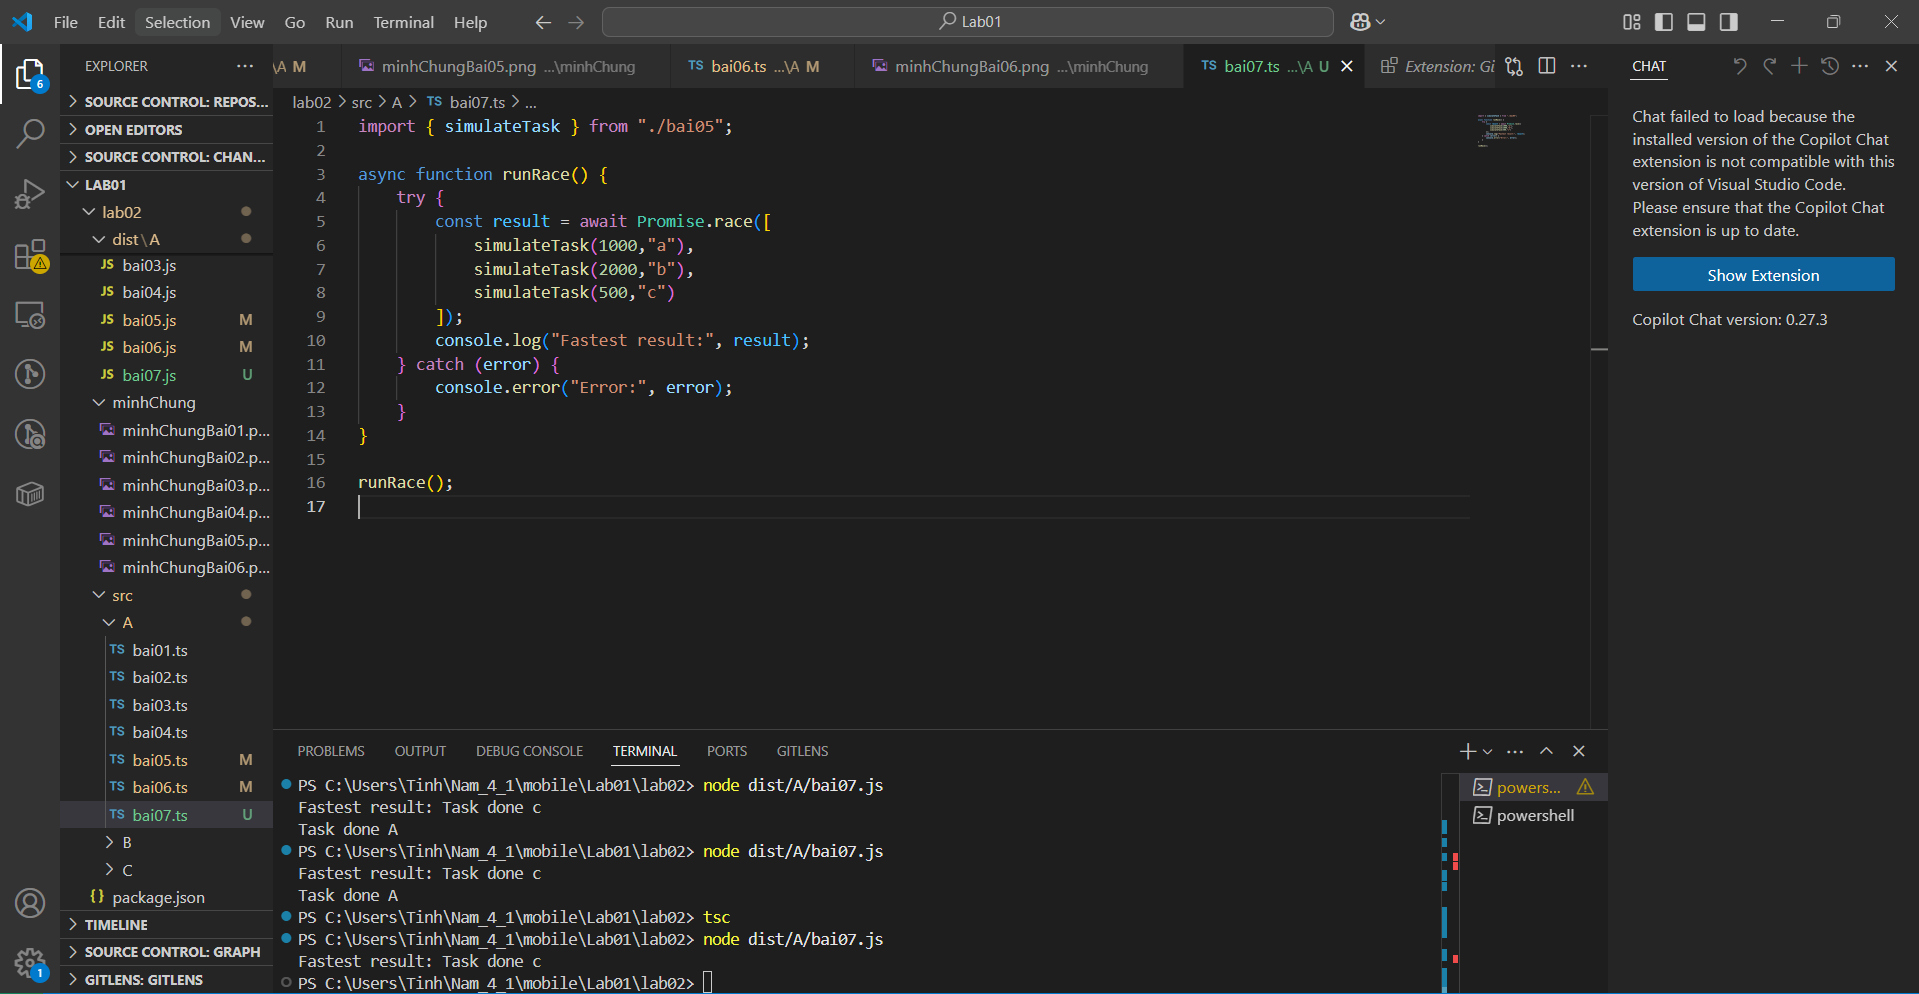 File Edit Selection View Go Run Terminal Help
Lab01
EXPLORER
SOURCE CONTROL: REPOS...
OPEN EDITORS
SOURCE CONTROL: CHAN...
LAB01
lab02
dist\A
JS bai03.js
JS bai04.js
JS bai05.js M
JS bai06.js M
JS bai07.js U
minhChung
minhChungBai01.p...
minhChungBai02.p...
minhChungBai03.p...
minhChungBai04.p...
minhChungBai05.p...
minhChungBai06.p...
src
A
TS bai01.ts
TS bai02.ts
TS bai03.ts
TS bai04.ts
TS bai05.ts M
TS bai06.ts M
TS bai07.ts U
B
C
{} package.json
TIMELINE
SOURCE CONTROL: GRAPH
GITLENS: GITLENS
6
1
\A M minhChungBai05.png ...\minhChung TS bai06.ts ...\A M minhChungBai06.png ...\minhChung TS bai07.ts ...\A U Extension: Gi
lab02 > src > A > TS bai07.ts > ...
1 import { simulateTask } from "./bai05";
2
3 async function runRace() {
4 try {
5 const result = await Promise.race([
6 simulateTask(1000,"a"),
7 simulateTask(2000,"b"),
8 simulateTask(500,"c")
9 ]);
10 console.log("Fastest result:", result);
11 } catch (error) {
12 console.error("Error:", error);
13 }
14 }
15
16 runRace();
17
PROBLEMS OUTPUT DEBUG CONSOLE TERMINAL PORTS GITLENS
PS C:\Users\Tinh\Nam_4_1\mobile\Lab01\lab02> node dist/A/bai07.js
Fastest result: Task done c
Task done A
PS C:\Users\Tinh\Nam_4_1\mobile\Lab01\lab02> node dist/A/bai07.js
Fastest result: Task done c
Task done A
PS C:\Users\Tinh\Nam_4_1\mobile\Lab01\lab02> tsc
PS C:\Users\Tinh\Nam_4_1\mobile\Lab01\lab02> node dist/A/bai07.js
Fastest result: Task done c
PS C:\Users\Tinh\Nam_4_1\mobile\Lab01\lab02>
powers...
powershell
CHAT
Chat failed to load because the
installed version of the Copilot Chat
extension is not compatible with this
version of Visual Studio Code.
Please ensure that the Copilot Chat
extension is up to date.
Show Extension
Copilot Chat version: 0.27.3